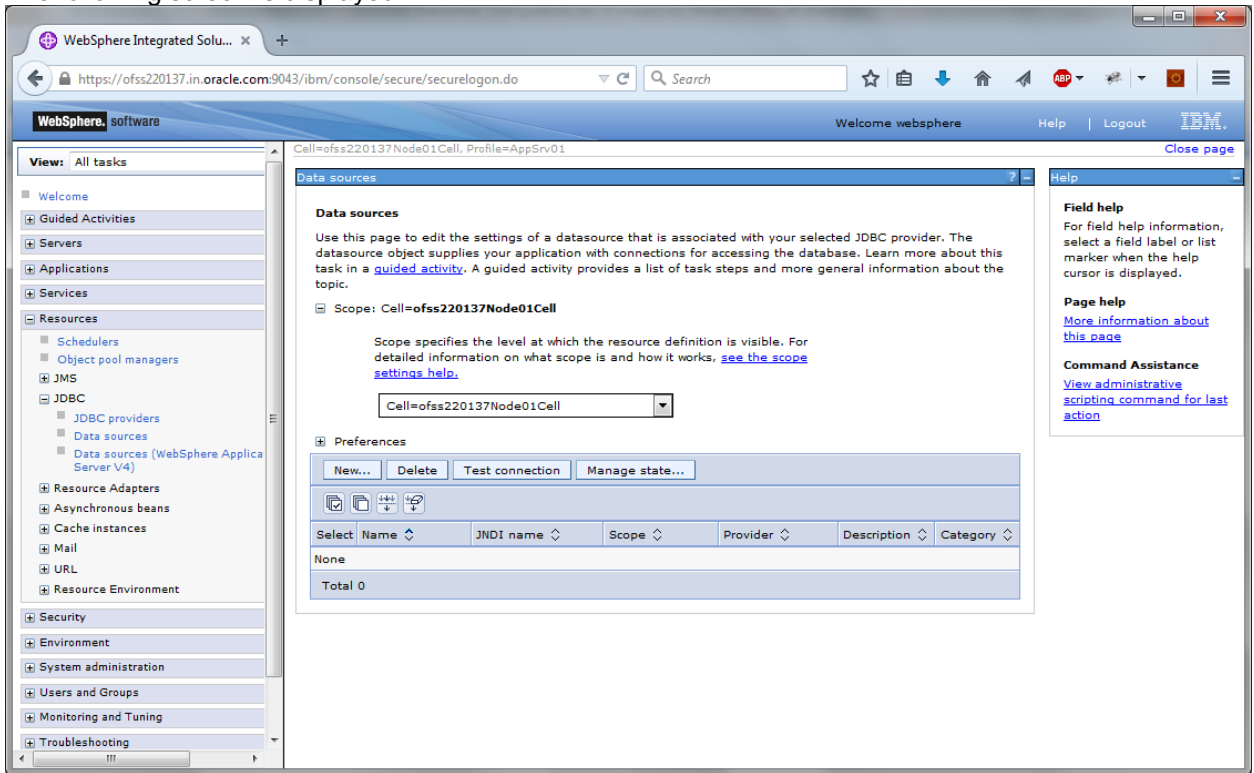 WebSphere Integrated Solu... × +
https://ofss220137.in.oracle.com:9043/ibm/console/secure/securelogon.do
Search
ABP
WebSphere. software
Welcome websphere
Help | Logout
IBM.
View: All tasks
Welcome
Guided Activities
Servers
Applications
Services
Resources
Schedulers
Object pool managers
JMS
JDBC
JDBC providers
Data sources
Data sources (WebSphere Applica
Server V4)
Resource Adapters
Asynchronous beans
Cache instances
Mail
URL
Resource Environment
Security
Environment
System administration
Users and Groups
Monitoring and Tuning
Troubleshooting
Cell=ofss220137Node01Cell, Profile=AppSrv01
Close page
Data sources ? –
Data sources
Use this page to edit the settings of a datasource that is associated with your selected JDBC provider. The
datasource object supplies your application with connections for accessing the database. Learn more about this
task in a guided activity. A guided activity provides a list of task steps and more general information about the
topic.
Scope: Cell=ofss220137Node01Cell
Scope specifies the level at which the resource definition is visible. For
detailed information on what scope is and how it works, see the scope
settings help.
Cell=ofss220137Node01Cell
Preferences
New... Delete Test connection Manage state...
Select Name JNDI name Scope Provider Description Category
None
Total 0
Help –
Field help
For field help information,
select a field label or list
marker when the help
cursor is displayed.
Page help
More information about
this page
Command Assistance
View administrative
scripting command for last
action